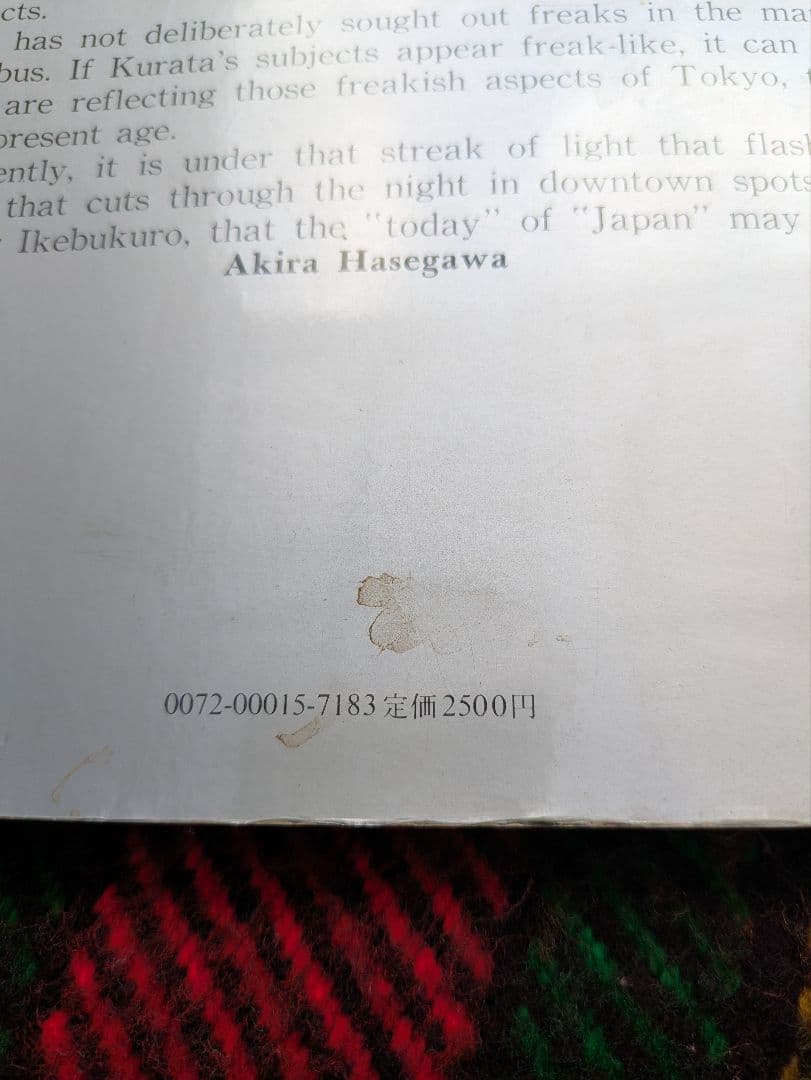 cts.
has not deliberately sought out freaks in the
If Kurata's subjects appear freak-like, it can
are reflecting those freakish aspects of Tokyo,
present age.
it is under that streak of light that
that cuts through the night in downtown spots
Ikebukuro, that the "today" of "Japan" may
Akira Hasegawa
0072-00015-7183 定価2500円